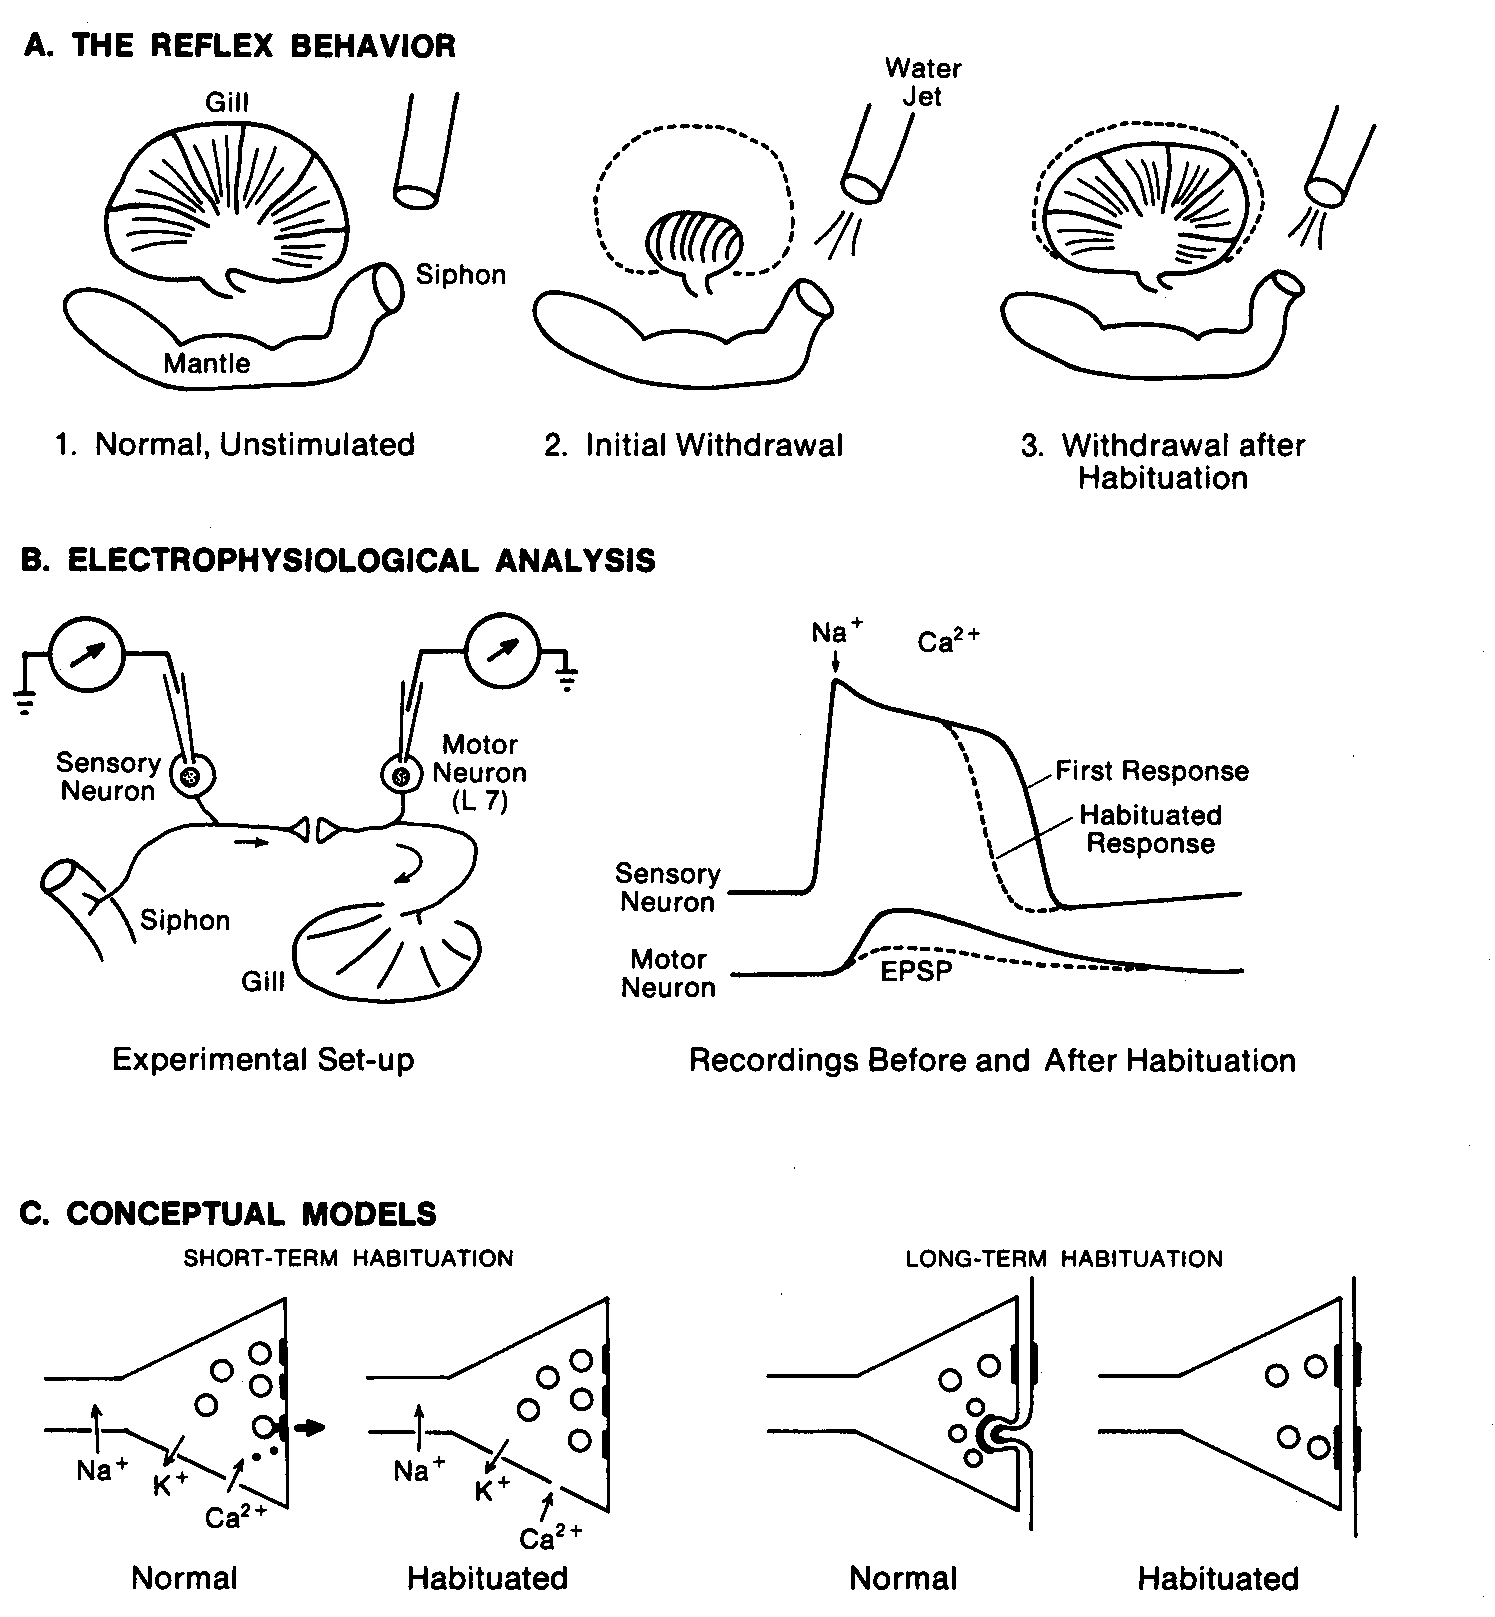 A. THE REFLEX BEHAVIOR
Gill
Water
Jet
Siphon
Mantle
1. Normal, Unstimulated
2. Initial Withdrawal
3. Withdrawal after
Habituation
B. ELECTROPHYSIOLOGICAL ANALYSIS
Sensory
Neuron
Motor
Neuron
(L 7)
Siphon
Gill
Experimental Set-up
Na+
Ca2+
First Response
Habituated
Response
Sensory
Neuron
Motor
Neuron
EPSP
Recordings Before and After Habituation
C. CONCEPTUAL MODELS
SHORT-TERM HABITUATION
Na+
K+
Ca2+
Normal
Na+
K+
Ca2+
Habituated
LONG-TERM HABITUATION
Normal
Habituated